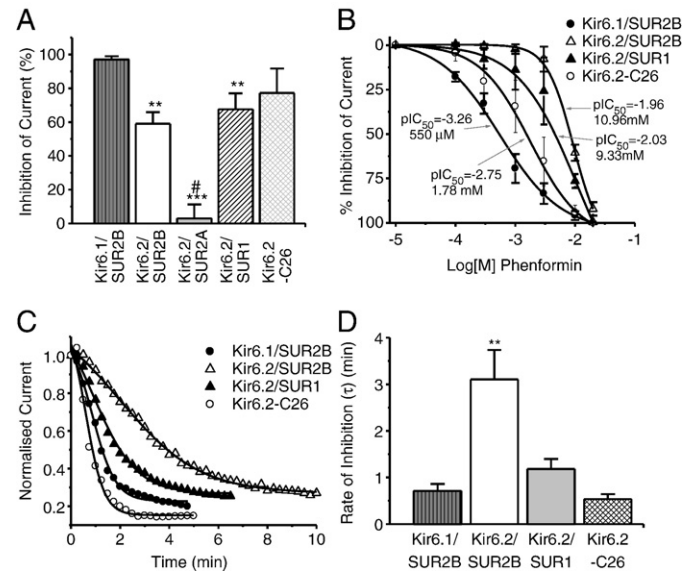 A
Inhibition of Current (%)
100
80
60
40
20
0
**
#
***
**
Kir6.1/
SUR2B
Kir6.2/
SUR2B
Kir6.2/
SUR2A
Kir6.2/
SUR1
Kir6.2
-C26
B
Kir6.1/SUR2B
Kir6.2/SUR2B
Kir6.2/SUR1
Kir6.2-C26
% Inhibition of Current
0
25
50
75
100
pIC50=-3.26
550 µM
pIC50=-2.75
1.78 mM
pIC50=-1.96
10.96mM
pIC50=-2.03
9.33mM
-5 -4 -3 -2 -1
Log[M] Phenformin
C
Kir6.1/SUR2B
Kir6.2/SUR2B
Kir6.2/SUR1
Kir6.2-C26
Normalised Current
1.0
0.8
0.6
0.4
0.2
0 2 4 6 8 10
Time (min)
D
Rate of Inhibition (τ) (min)
4
3
2
1
0
**
Kir6.1/
SUR2B
Kir6.2/
SUR2B
Kir6.2/
SUR1
Kir6.2
-C26